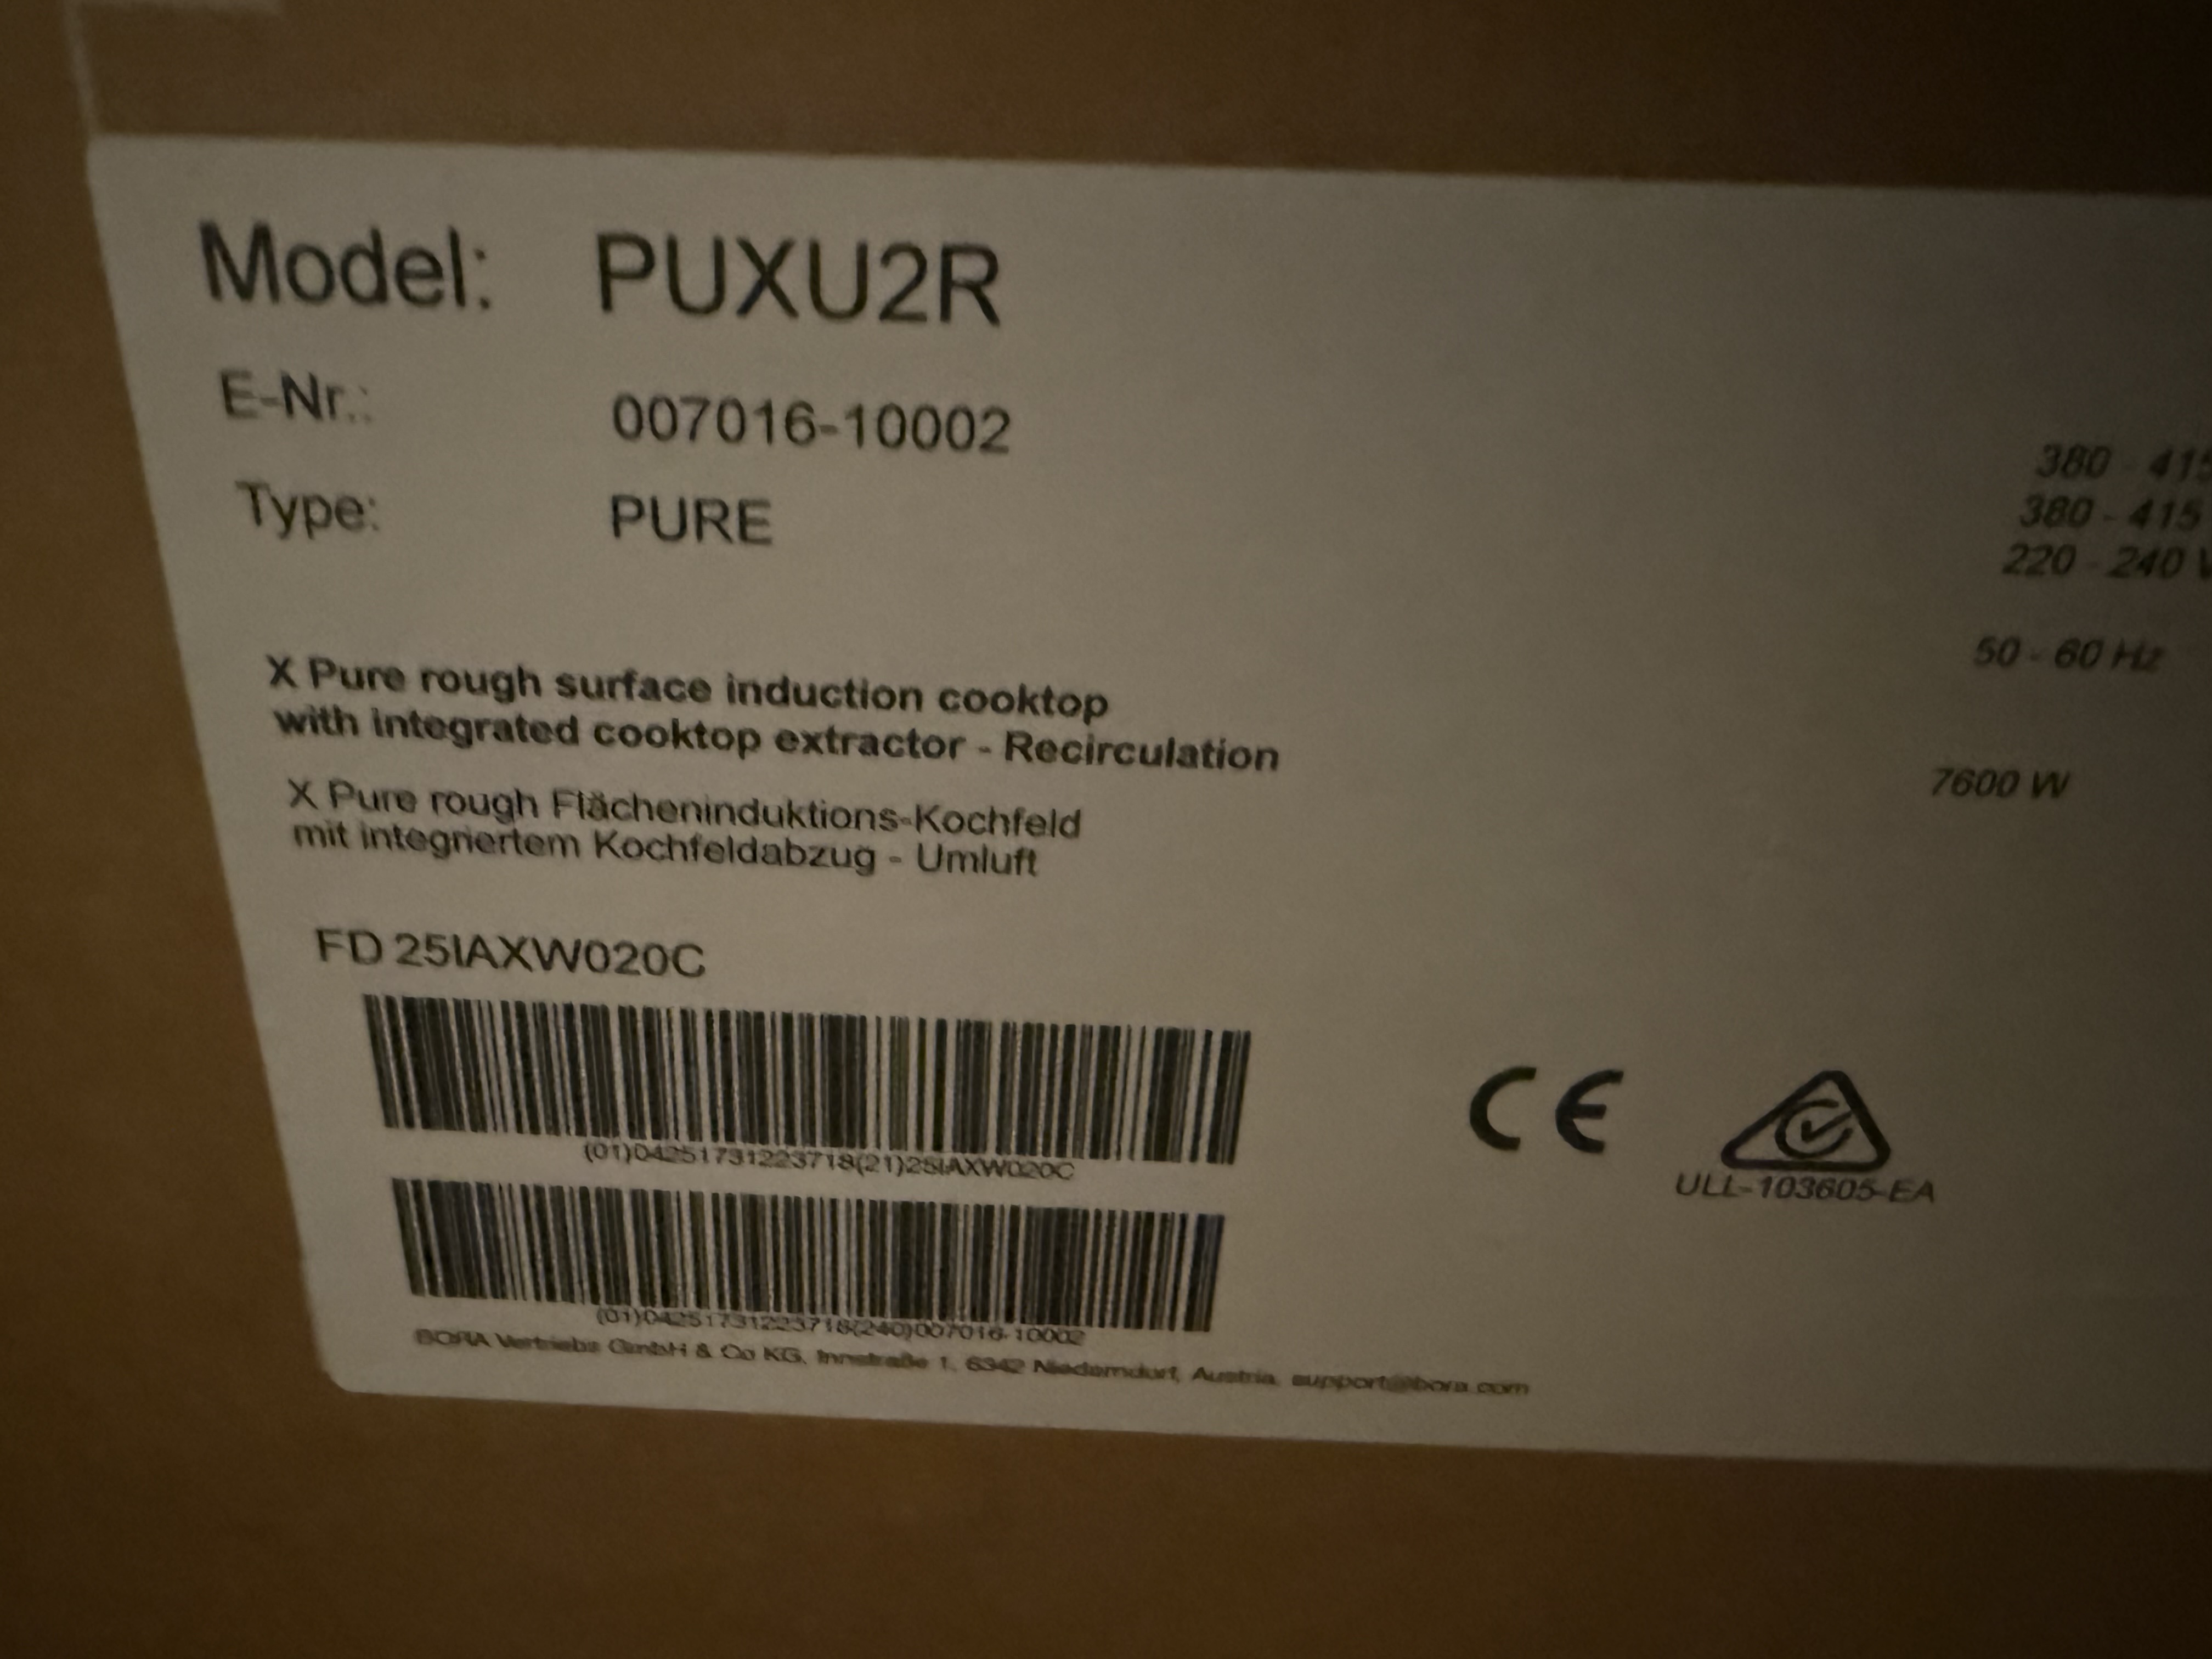 Model: PUXU2R
E-Nr.: 007016-10002
Type: PURE
380 - 415
380 - 415
220 - 240 V
50 - 60 Hz
7600 W
X Pure rough surface induction cooktop
with integrated cooktop extractor - Recirculation
X Pure rough Flächeninduktions-Kochfeld
mit integriertem Kochfeldabzug - Umluft
FD 25IAXW020C
(01)04251731223718(21)25IAXW020C
CE
ULL-103605-EA
(01)04251731223718(240)007016-10002
BORA Vertriebs GmbH & Co KG, Innstraße 1, 6342 Niederndorf, Austria, support@bora.com